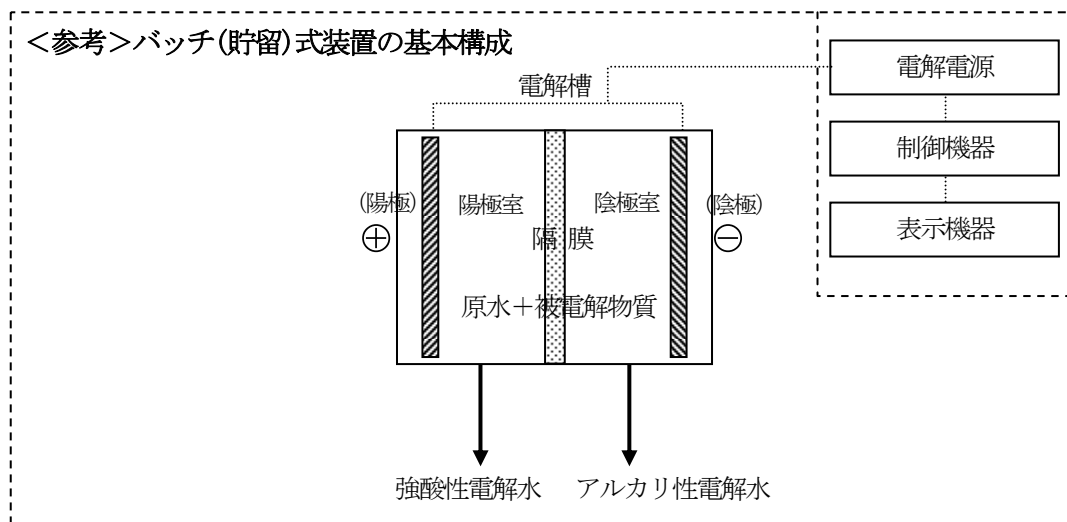 <参考>バッチ(貯留)式装置の基本構成
電解電源
電解槽
制御機器
(陽極)
陽極室
陰極室
(陰極)
表示機器
＋
隔 膜
－
原水＋被電解物質
強酸性電解水
アルカリ性電解水